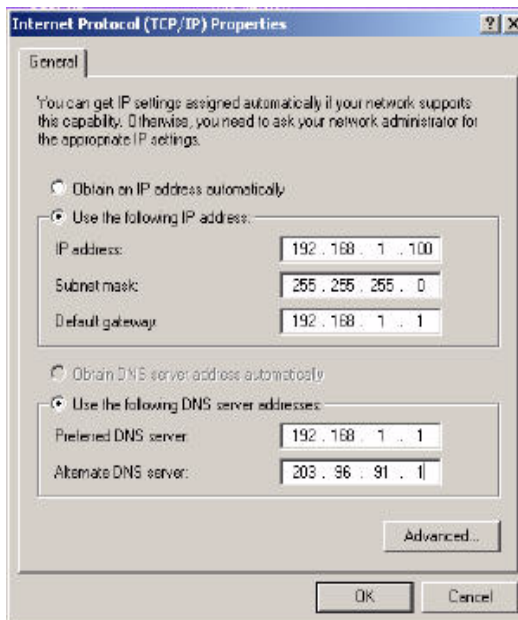 Internet Protocol (TCP/IP) Properties
General
You can get IP settings assigned automatically if your network supports
this capability. Otherwise, you need to ask your network administrator for
the appropriate IP settings.
Obtain an IP address automatically
Use the following IP address:
IP address: 192 . 168 . 1 . 100
Subnet mask: 255 . 255 . 255 . 0
Default gateway: 192 . 168 . 1 . 1
Obtain DNS server address automatically
Use the following DNS server addresses:
Preferred DNS server: 192 . 168 . 1 . 1
Alternate DNS server: 203 . 96 . 91 . 1
Advanced...
OK Cancel